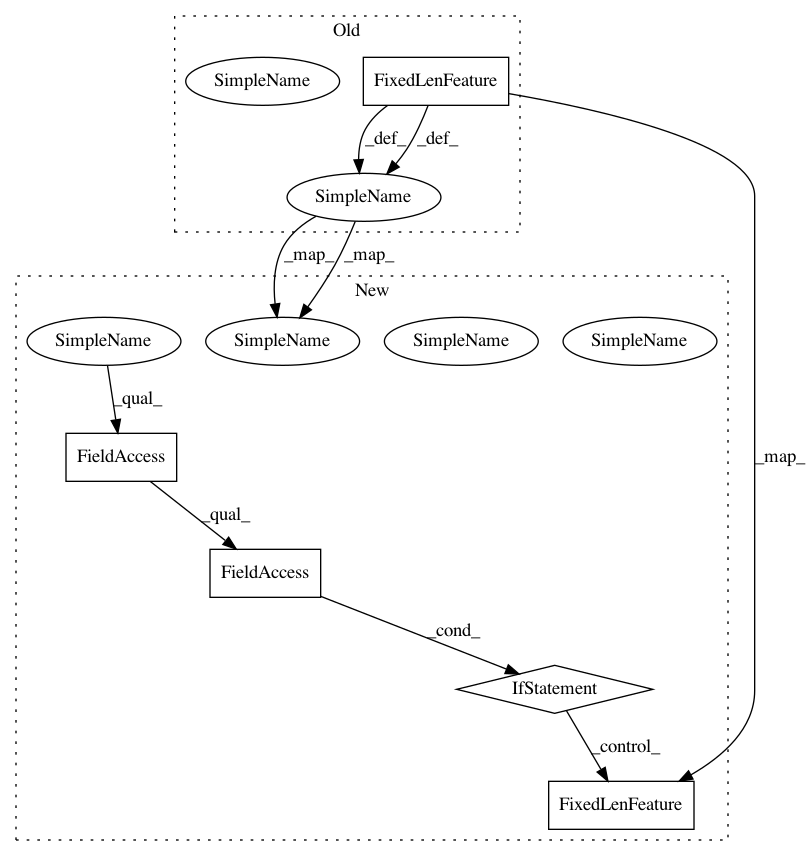 Old
SimpleName
FixedLenFeature
_def_
_def_
SimpleName
_map_
_map_
New
SimpleName
SimpleName
SimpleName
SimpleName
_qual_
FieldAccess
_map_
_qual_
FieldAccess
_cond_
IfStatement
_control_
FixedLenFeature